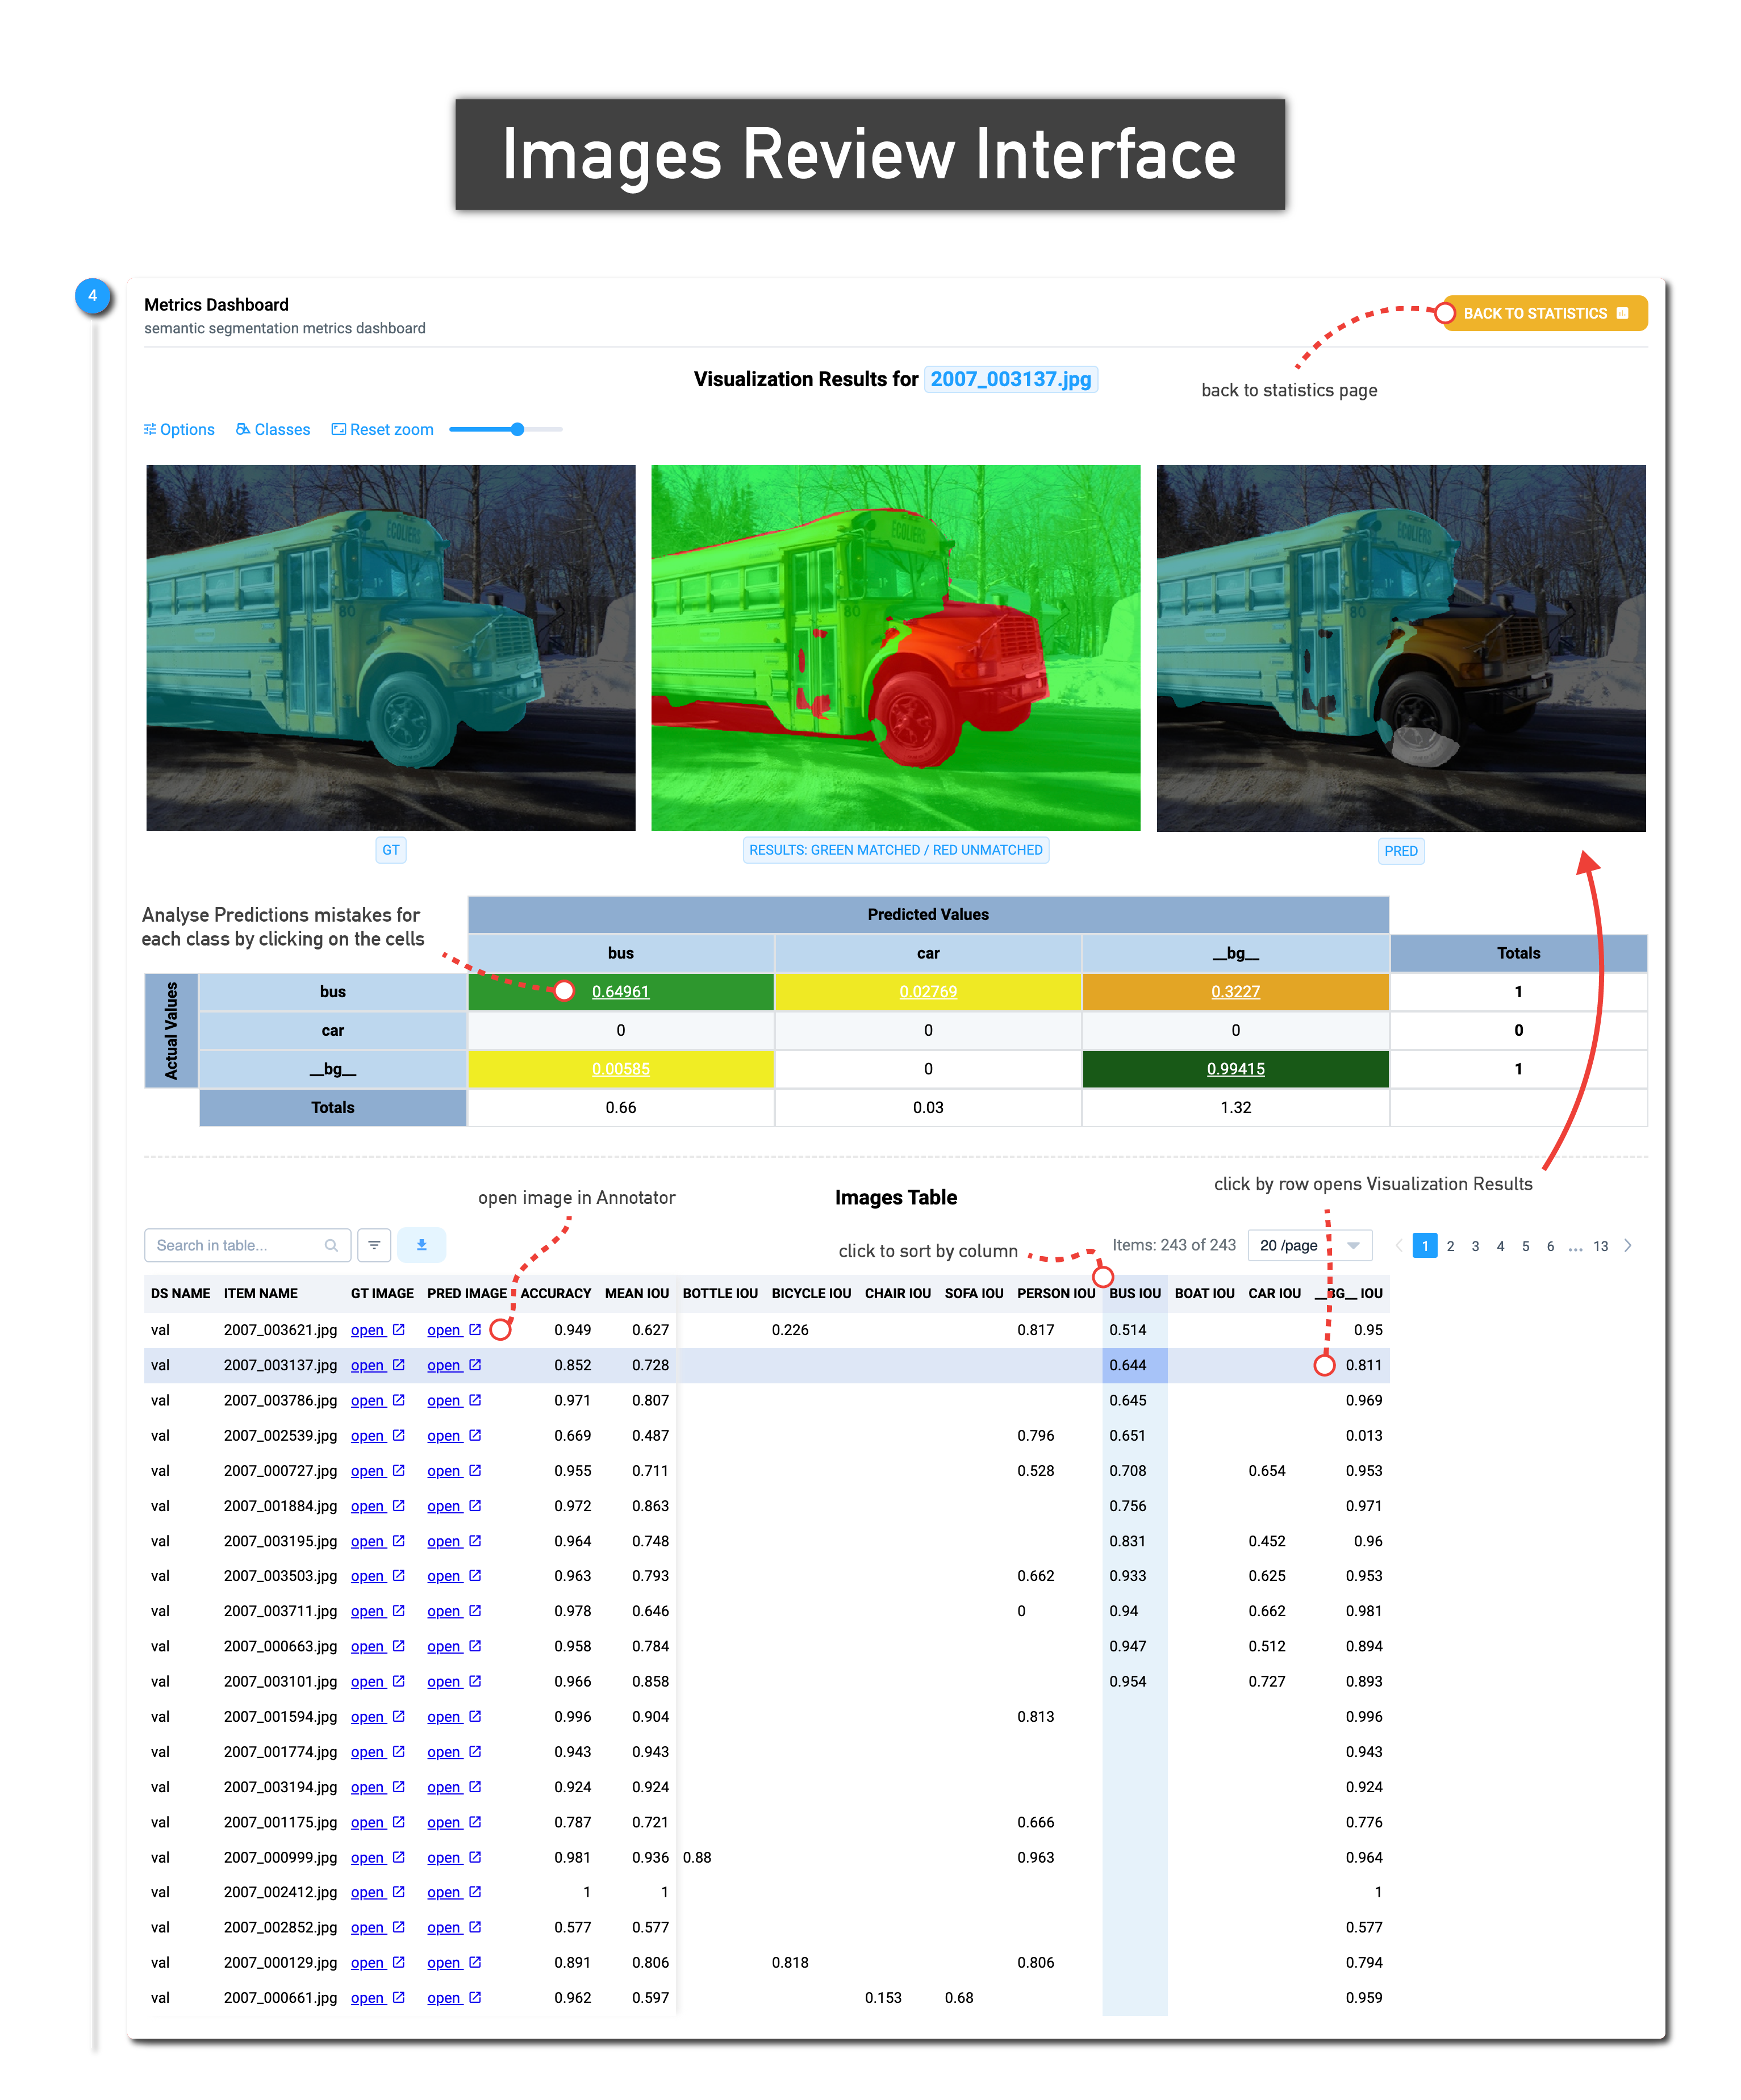 Images Review Interface
4
Metrics Dashboard
semantic segmentation metrics dashboard
BACK TO STATISTICS
back to statistics page
Visualization Results for 2007_003137.jpg
Options Classes Reset zoom
ECOLIERS
80
ECOLIERS
80
ECOLIERS
80
GT
RESULTS: GREEN MATCHED / RED UNMATCHED
PRED
Analyse Predictions mistakes for
each class by clicking on the cells
Predicted Values
bus car __bg__ Totals
Actual Values
bus 0.64961 0.02769 0.3227 1
car 0 0 0 0
__bg__ 0.00585 0 0.99415 1
Totals 0.66 0.03 1.32
open image in Annotator
Images Table
click by row opens Visualization Results
Search in table...
click to sort by column
Items: 243 of 243 20 /page 1 2 3 4 5 6 ... 13
DS NAME ITEM NAME GT IMAGE PRED IMAGE ACCURACY MEAN IOU BOTTLE IOU BICYCLE IOU CHAIR IOU SOFA IOU PERSON IOU BUS IOU BOAT IOU CAR IOU __BG__ IOU
val 2007_003621.jpg open open 0.949 0.627 0.226 0.817 0.514 0.95
val 2007_003137.jpg open open 0.852 0.728 0.644 0.811
val 2007_003786.jpg open open 0.971 0.807 0.645 0.969
val 2007_002539.jpg open open 0.669 0.487 0.796 0.651 0.013
val 2007_000727.jpg open open 0.955 0.711 0.528 0.708 0.654 0.953
val 2007_001884.jpg open open 0.972 0.863 0.756 0.971
val 2007_003195.jpg open open 0.964 0.748 0.831 0.452 0.96
val 2007_003503.jpg open open 0.963 0.793 0.662 0.933 0.625 0.953
val 2007_003711.jpg open open 0.978 0.646 0 0.94 0.662 0.981
val 2007_000663.jpg open open 0.958 0.784 0.947 0.512 0.894
val 2007_003101.jpg open open 0.966 0.858 0.954 0.727 0.893
val 2007_001594.jpg open open 0.996 0.904 0.813 0.996
val 2007_001774.jpg open open 0.943 0.943 0.943
val 2007_003194.jpg open open 0.924 0.924 0.924
val 2007_001175.jpg open open 0.787 0.721 0.666 0.776
val 2007_000999.jpg open open 0.981 0.936 0.88 0.963 0.964
val 2007_002412.jpg open open 1 1 1
val 2007_002852.jpg open open 0.577 0.577 0.577
val 2007_000129.jpg open open 0.891 0.806 0.818 0.806 0.794
val 2007_000661.jpg open open 0.962 0.597 0.153 0.68 0.959